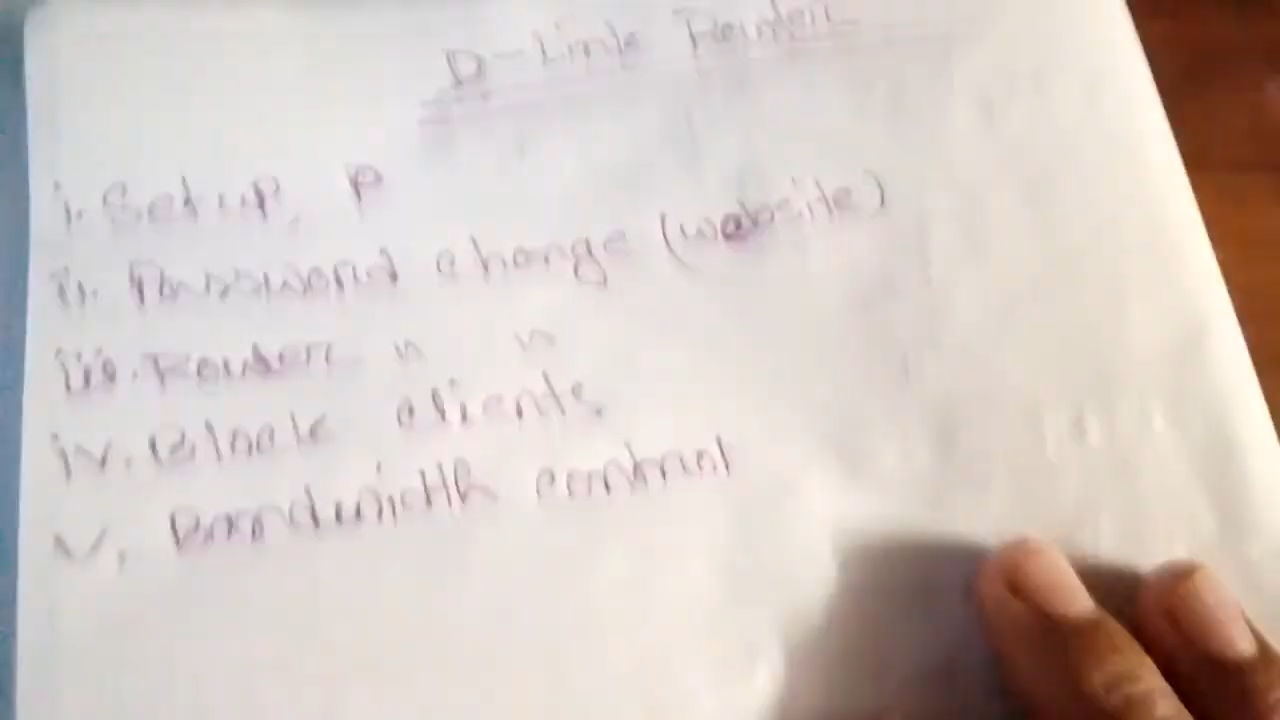 D-Link Router
i. Setup, P
ii. Password change (website)
iii. Router " "
iv. Block clients
v. Bandwidth control